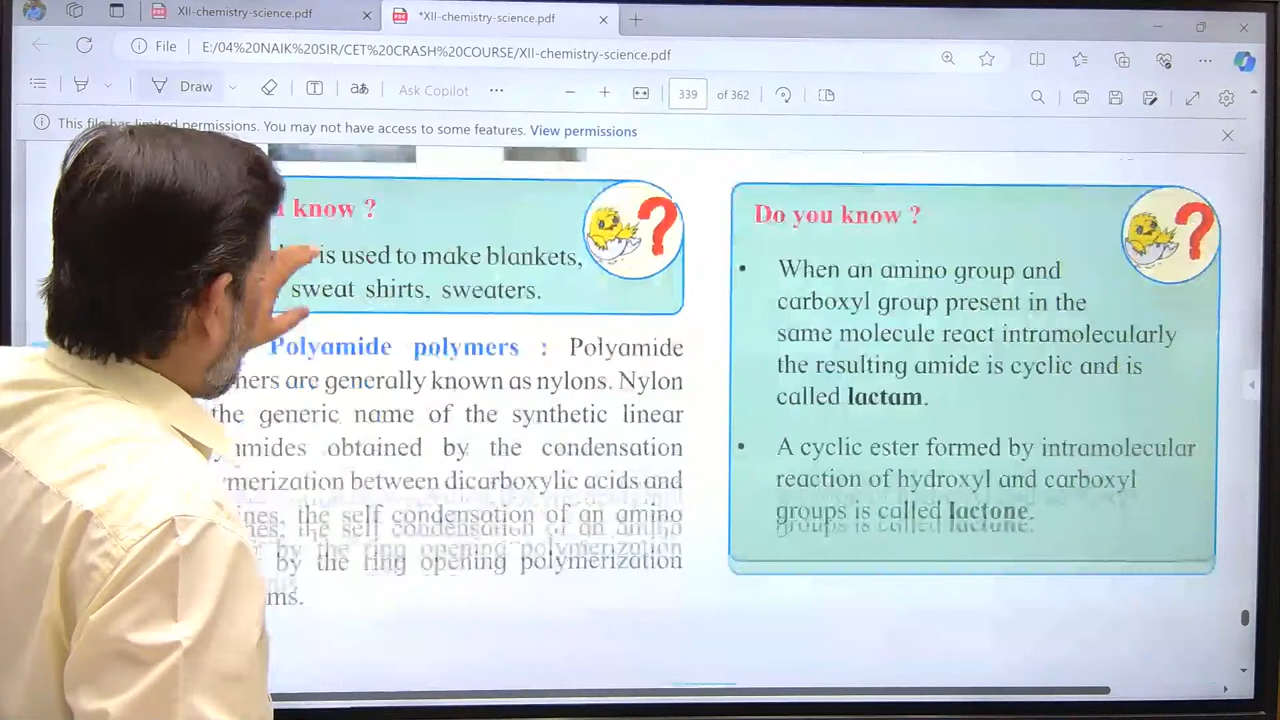 XII-chemistry-science.pdf
*XII-chemistry-science.pdf
File
E:/04%20NAIK%20SIR/CET%20CRASH%20COURSE/XII-chemistry-science.pdf
Draw
aあ
Ask Copilot
339 of 362
This file has limited permissions. You may not have access to some features. View permissions
know ?
is used to make blankets,
sweat shirts, sweaters.
Polyamide polymers : Polyamide
are generally known as nylons. Nylon
the generic name of the synthetic linear
obtained by the condensation
between dicarboxylic acids and
the self condensation of an amino
by the ring opening polymerization
Do you know ?
• When an amino group and
carboxyl group present in the
same molecule react intramolecularly
the resulting amide is cyclic and is
called lactam.
• A cyclic ester formed by intramolecular
reaction of hydroxyl and carboxyl
groups is called lactone.